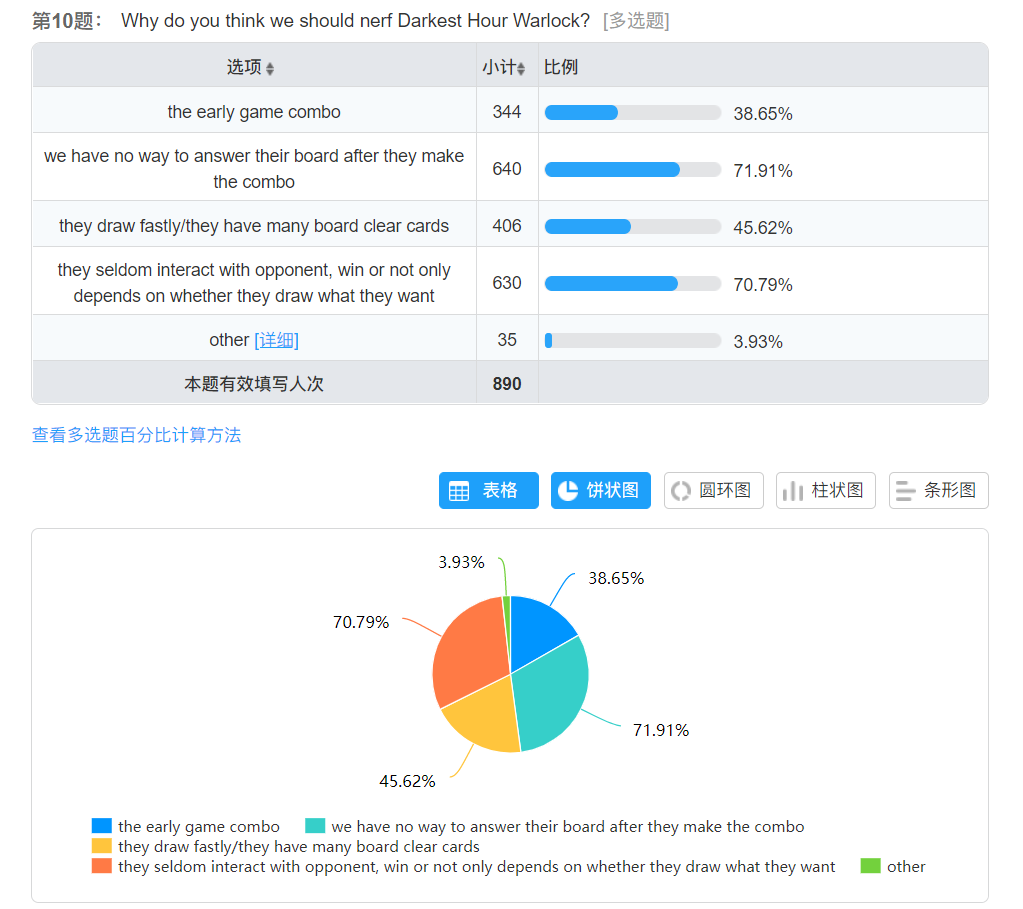 第10题： Why do you think we should nerf Darkest Hour Warlock? [多选题]
选项 小计 比例
the early game combo 344 38.65%
we have no way to answer their board after they make
the combo 640 71.91%
they draw fastly/they have many board clear cards 406 45.62%
they seldom interact with opponent, win or not only
depends on whether they draw what they want 630 70.79%
other [详细] 35 3.93%
本题有效填写人次 890
查看多选题百分比计算方法
表格 饼状图 圆环图 柱状图 条形图
3.93%
38.65%
70.79%
71.91%
45.62%
the early game combo we have no way to answer their board after they make the combo
they draw fastly/they have many board clear cards
they seldom interact with opponent, win or not only depends on whether they draw what they want other